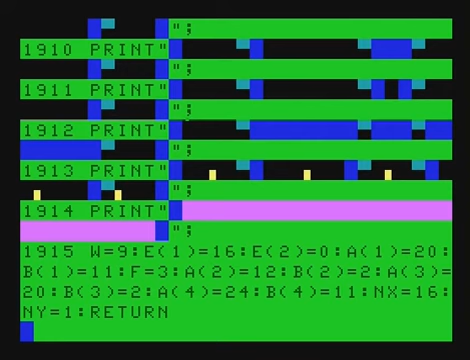 ";
1910 PRINT"
";
1911 PRINT"
";
1912 PRINT"
";
1913 PRINT"
";
1914 PRINT"
";
1915 W=9:E(1)=16:E(2)=0:A(1)=20:
B(1)=11:F=3:A(2)=12:B(2)=2:A(3)=
20:B(3)=2:A(4)=24:B(4)=11:NX=16:
NY=1:RETURN